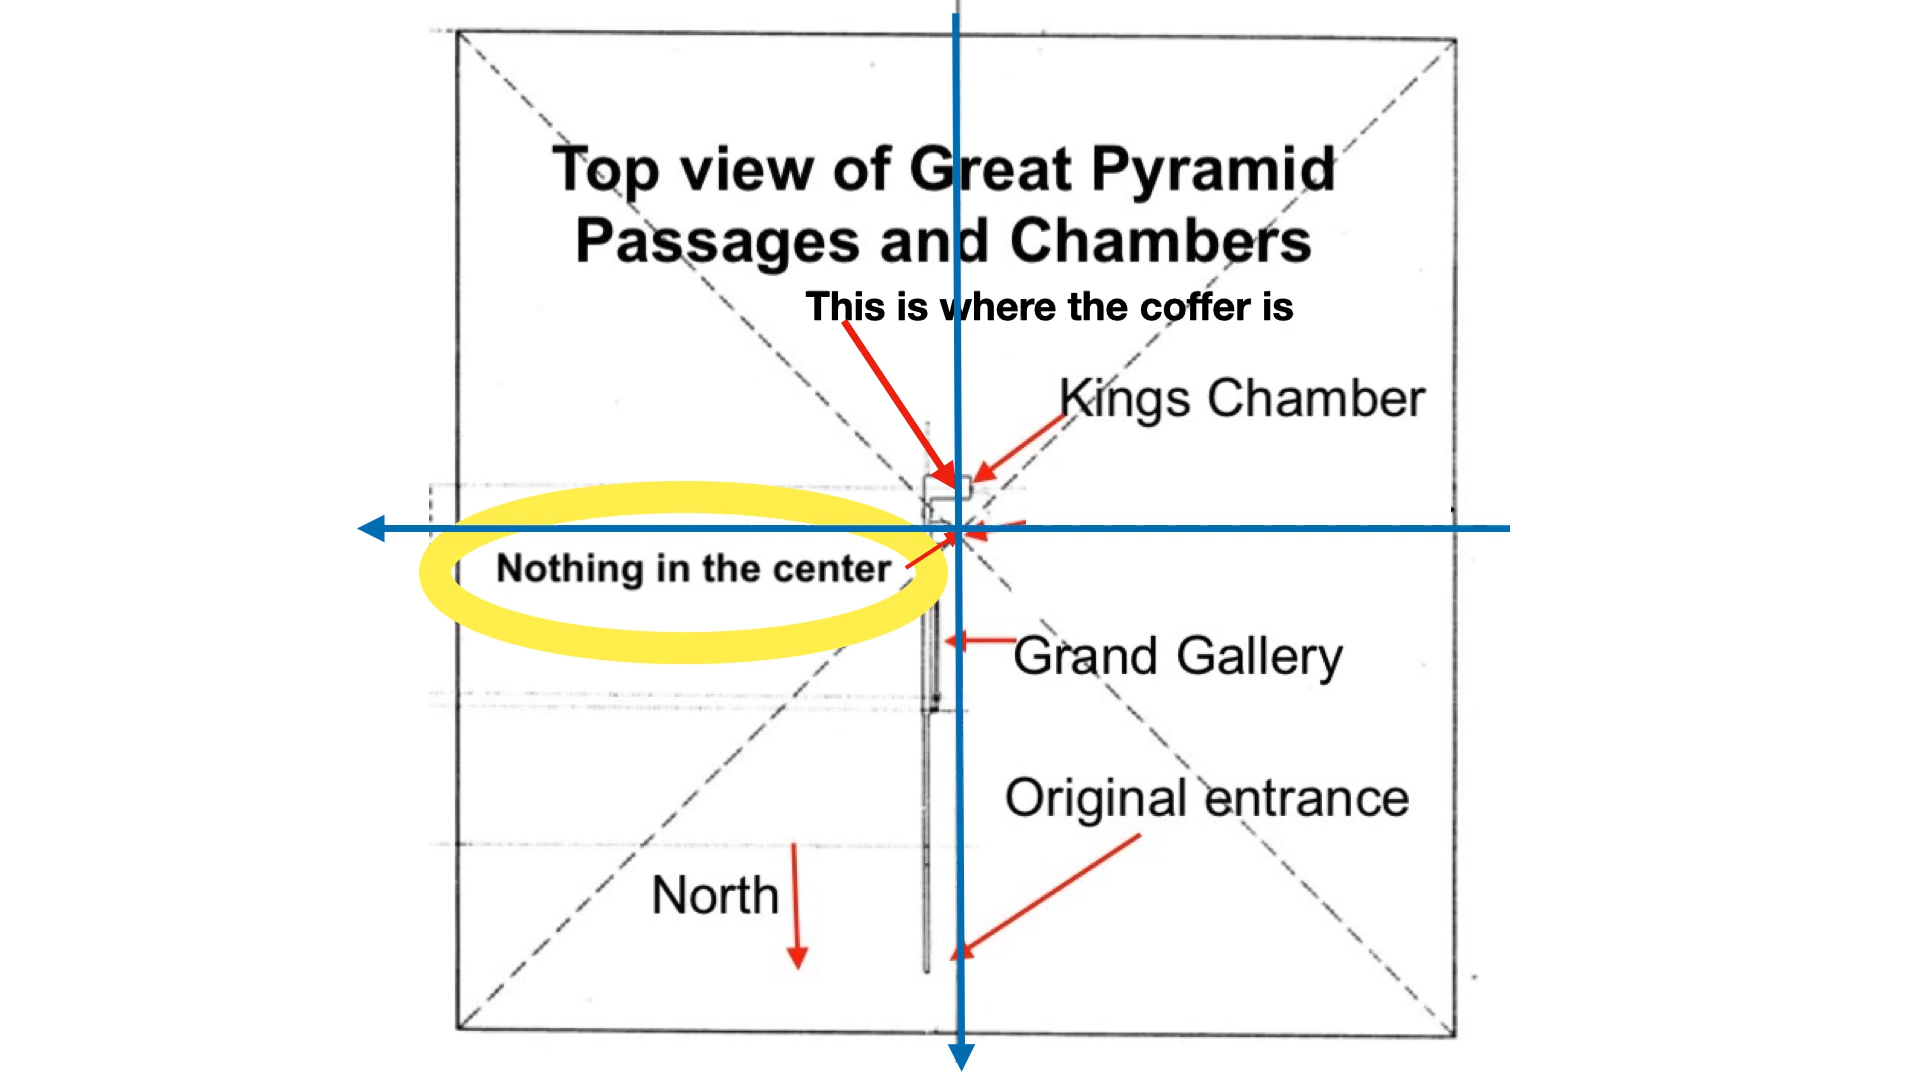 Top view of Great Pyramid
Passages and Chambers
This is where the coffer is
Kings Chamber
Nothing in the center
Grand Gallery
Original entrance
North